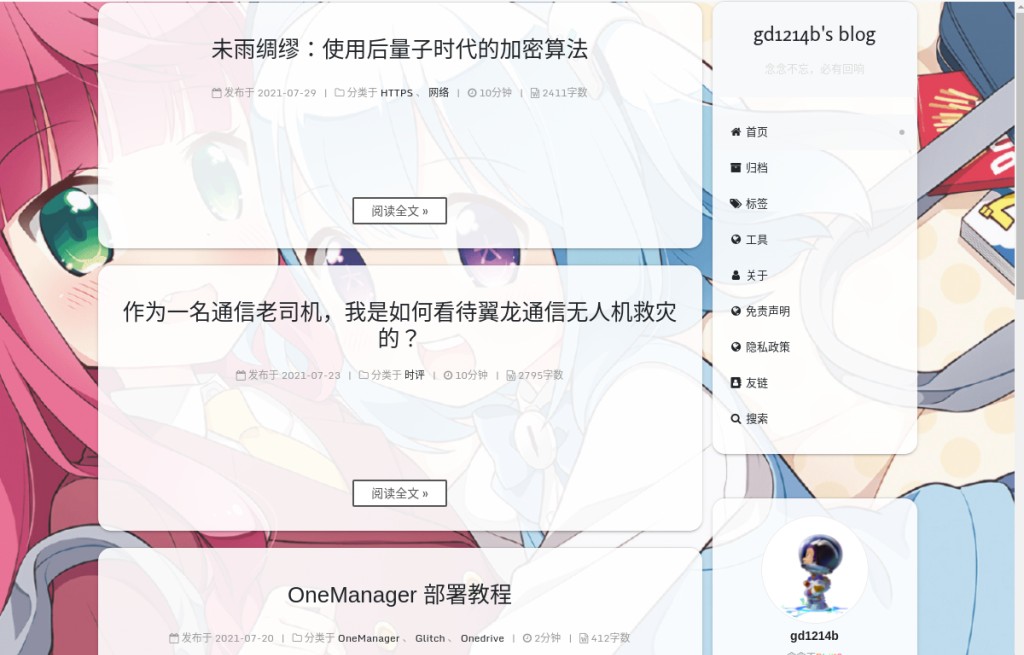 未雨绸缪：使用后量子时代的加密算法
发布于 2021-07-29 | 分类于 HTTPS 、 网络 | 10分钟 | 2411字数
阅读全文 »
作为一名通信老司机，我是如何看待翼龙通信无人机救灾
的？
发布于 2021-07-23 | 分类于 时评 | 10分钟 | 2795字数
阅读全文 »
OneManager 部署教程
发布于 2021-07-20 | 分类于 OneManager 、 Glitch 、 Onedrive | 2分钟 | 412字数
gd1214b's blog
念念不忘，必有回响
首页
归档
标签
工具
关于
免责声明
隐私政策
友链
搜索
gd1214b